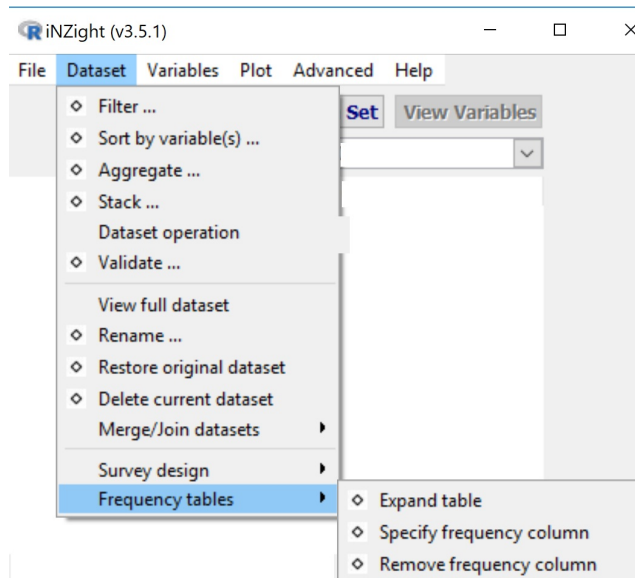 iNZight (v3.5.1)
File Dataset Variables Plot Advanced Help
Set View Variables
Filter ...
Sort by variable(s) ...
Aggregate ...
Stack ...
Dataset operation
Validate ...
View full dataset
Rename ...
Restore original dataset
Delete current dataset
Merge/Join datasets
Survey design
Frequency tables
Expand table
Specify frequency column
Remove frequency column